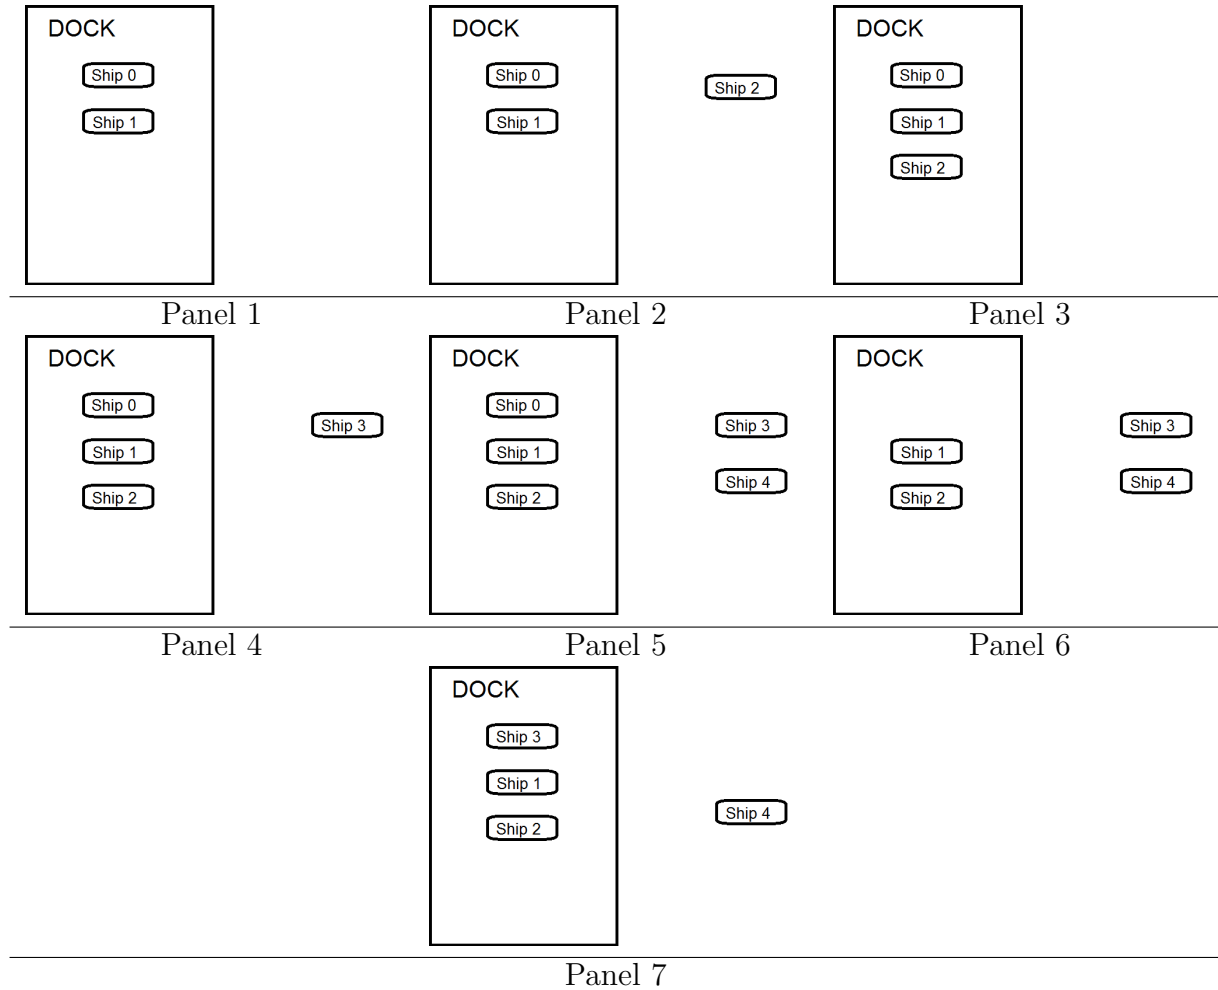 DOCK DOCK DOCK
Ship 0 Ship 0 Ship 0
Ship 2
Ship 1 Ship 1 Ship 1
Ship 2
Panel 1 Panel 2 Panel 3
DOCK DOCK DOCK
Ship 0 Ship 0
Ship 3 Ship 3 Ship 3
Ship 1 Ship 1 Ship 1
Ship 4 Ship 4
Ship 2 Ship 2 Ship 2
Panel 4 Panel 5 Panel 6
DOCK
Ship 3
Ship 1
Ship 4
Ship 2
Panel 7